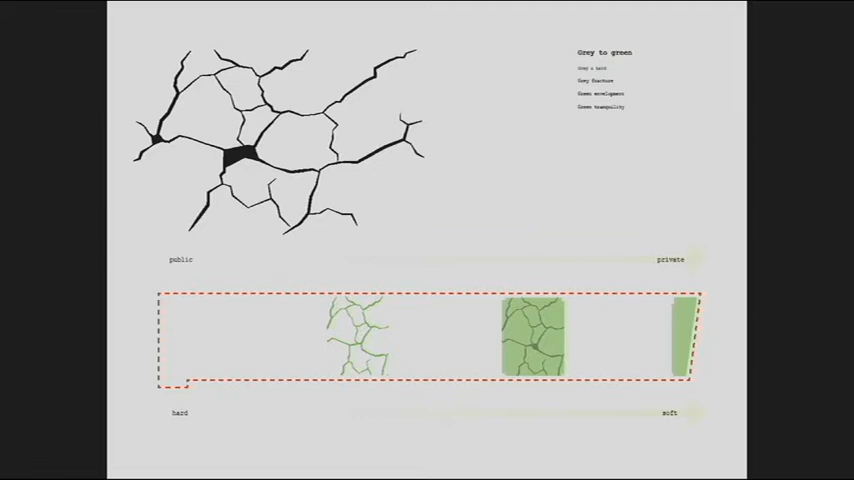 Grey to green
Grey + hard
Grey fracture
Green envelopment
Green tranquility
public
private
hard
soft